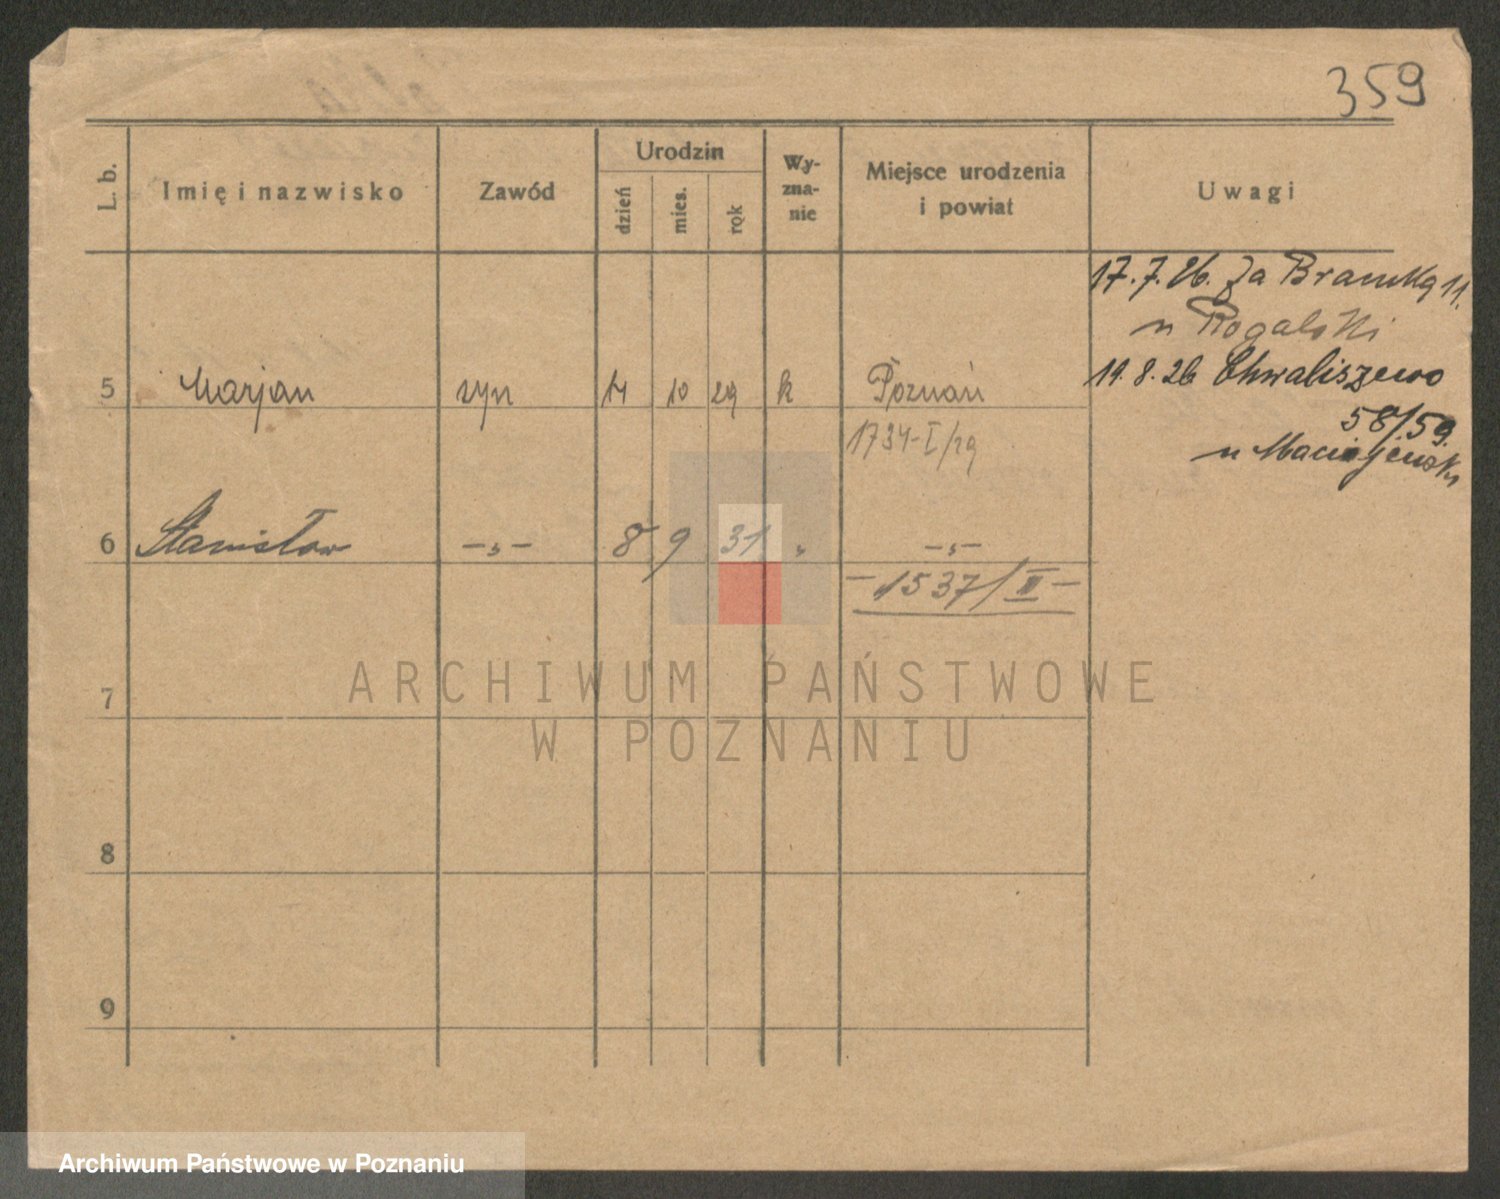 359
L. b. Imię i nazwisko Zawód Urodzin dzień mies. rok Wy-zna-nie Miejsce urodzenia i powiat Uwagi
17.7.26. Za Bramką 11.
u Rogalski
5 Marjan syn 14 10 29 k Poznań
19.8.26 Chwaliszewo
58/59.
1734-I/29
u Maciejewski
6 Stanisław -„- 8 9 31 „ -„-
-1537/II-
ARCHIWUM PAŃSTWOWE
7
W POZNANIU
8
9
Archiwum Państwowe w Poznaniu